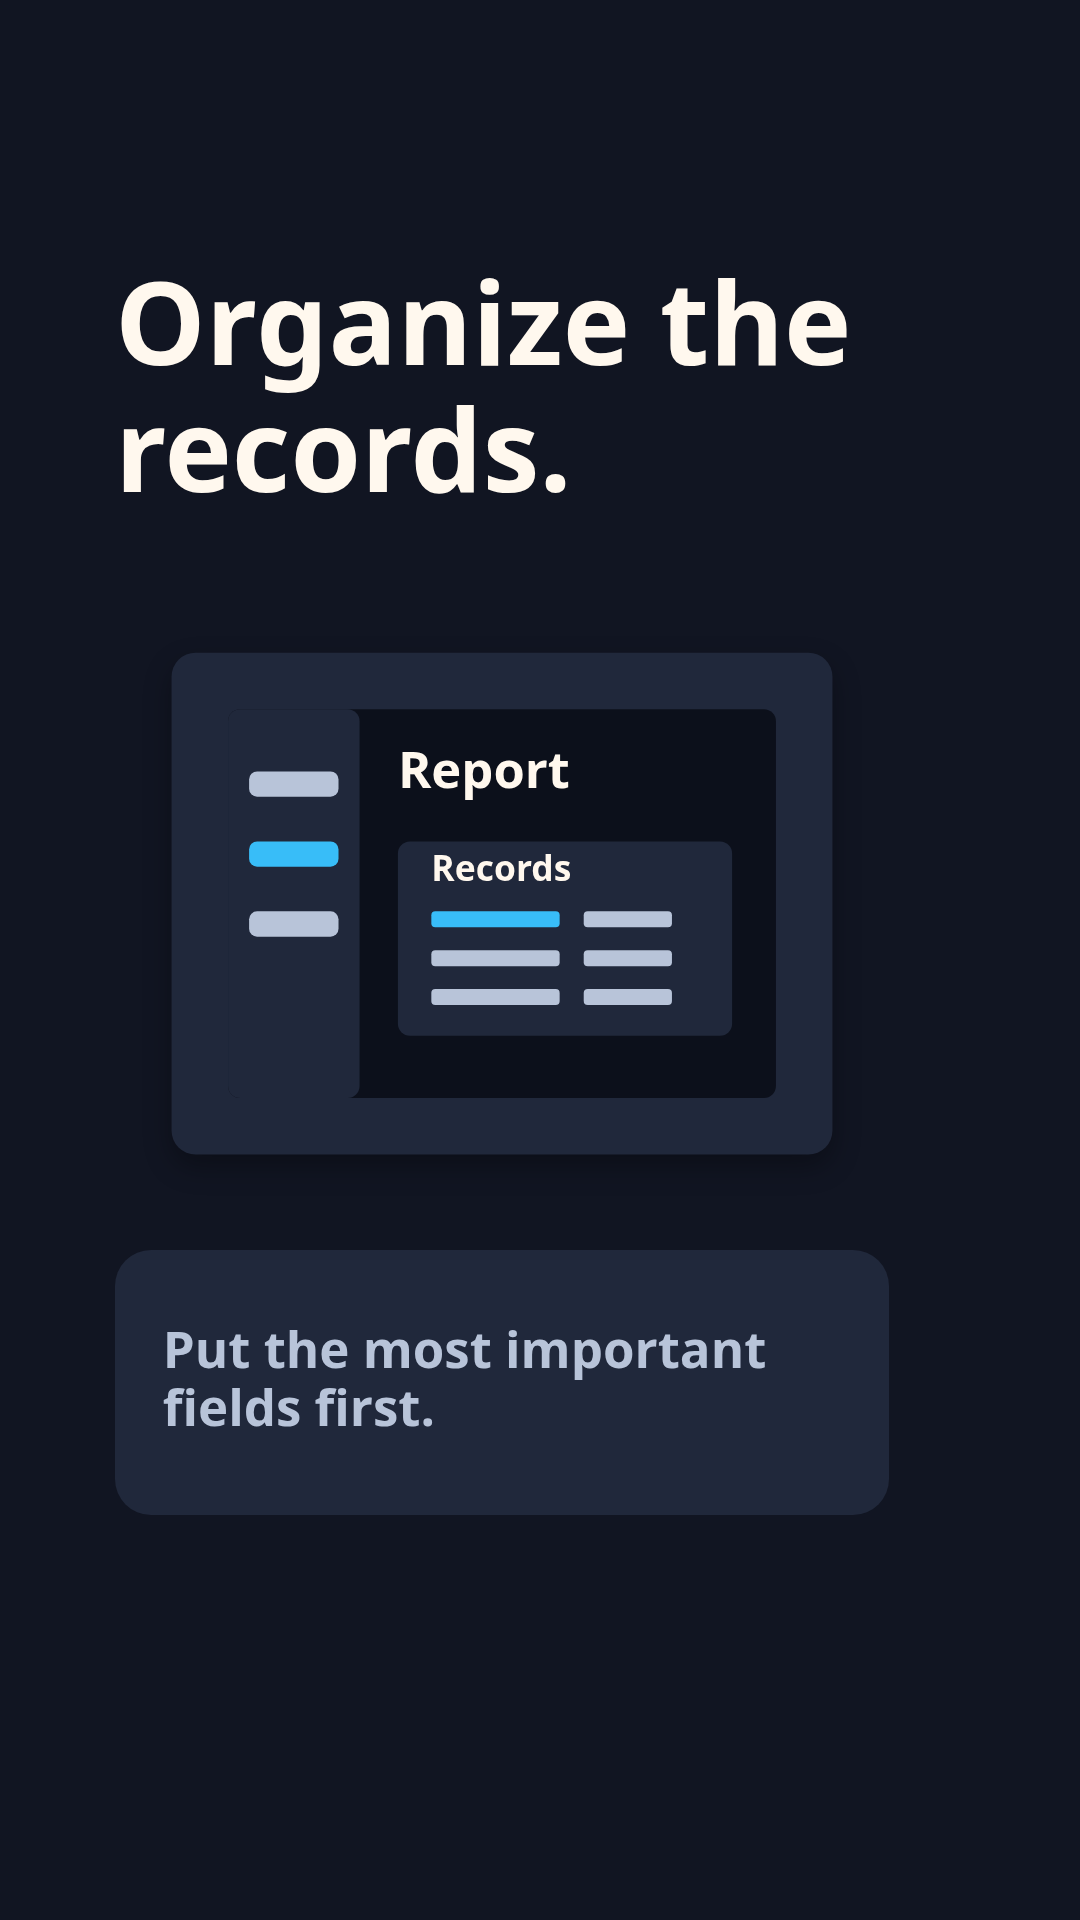 Organize the
records.
Report
Records
Put the most important
fields first.